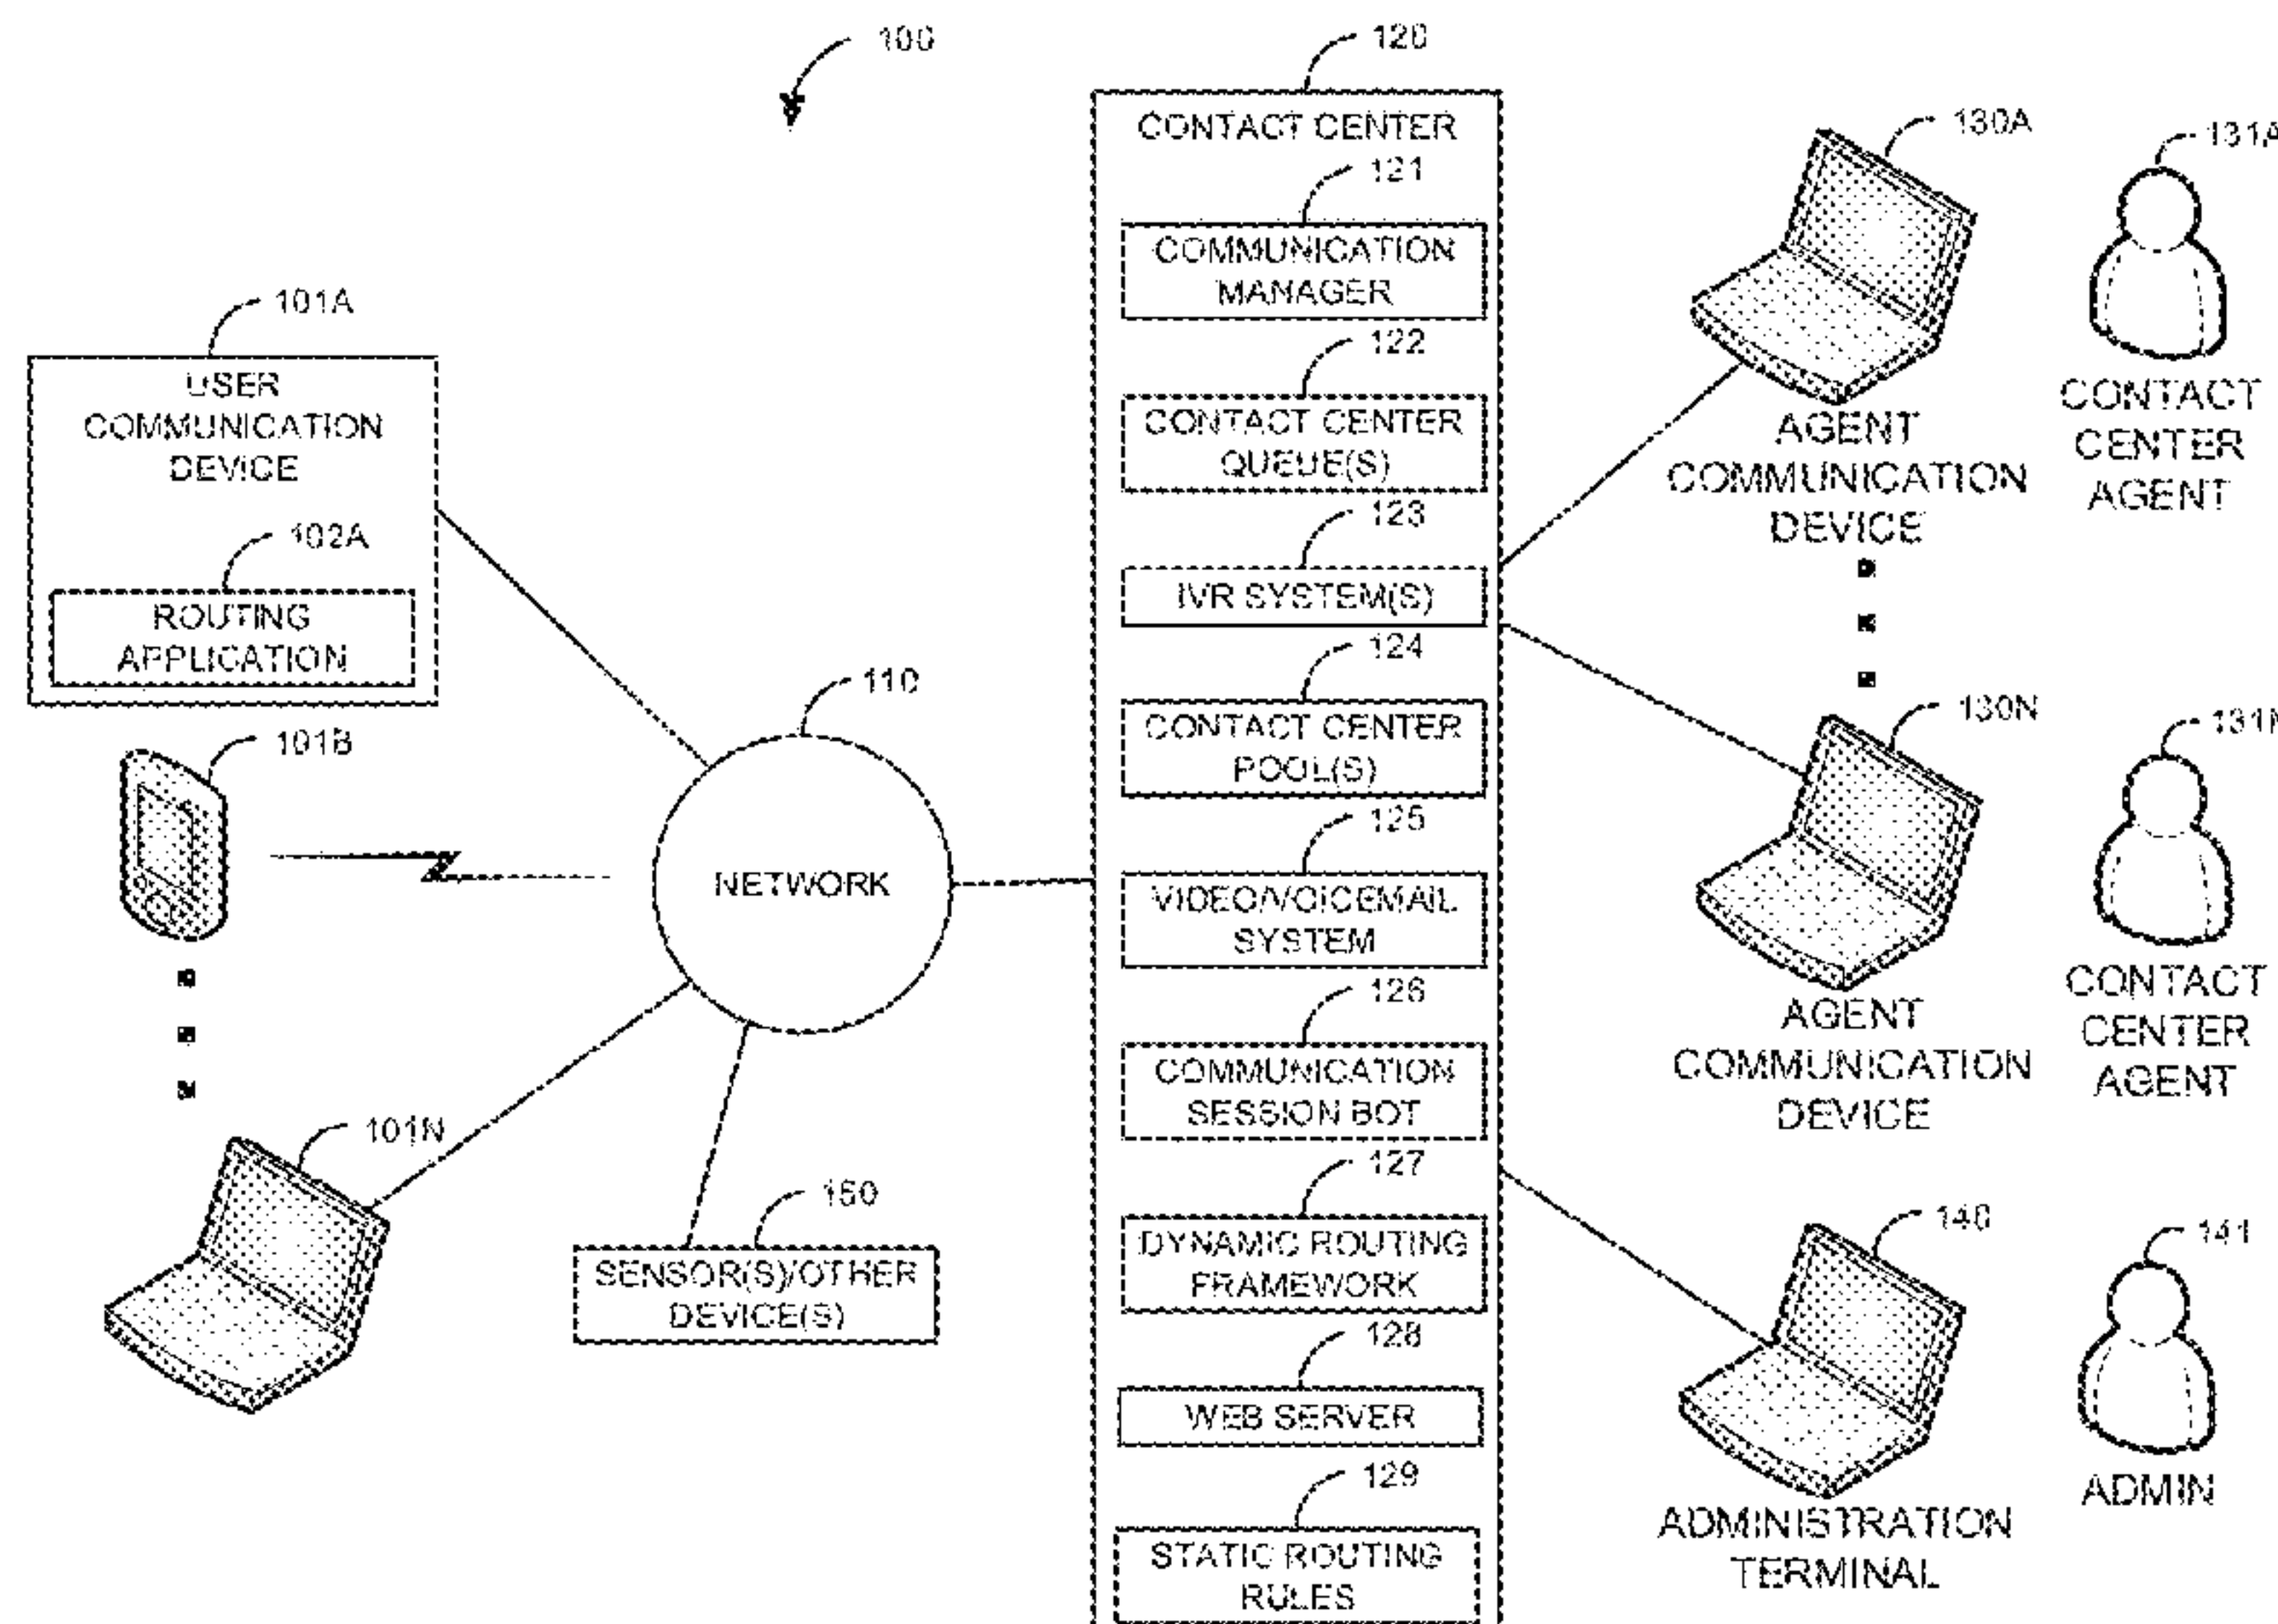 100
120
CONTACT CENTER
121
COMMUNICATION
MANAGER
122
CONTACT CENTER
QUEUE(S)
123
IVR SYSTEM(S)
124
CONTACT CENTER
POOL(S)
125
VIDEO/VOICEMAIL
SYSTEM
126
COMMUNICATION
SESSION BOT
127
DYNAMIC ROUTING
FRAMEWORK
128
WEB SERVER
129
STATIC ROUTING
RULES
101A
USER
COMMUNICATION
DEVICE
102A
ROUTING
APPLICATION
101B
110
NETWORK
101N
150
SENSOR(S)/OTHER
DEVICE(S)
130A
AGENT
COMMUNICATION
DEVICE
131A
CONTACT
CENTER
AGENT
130N
AGENT
COMMUNICATION
DEVICE
131N
CONTACT
CENTER
AGENT
140
ADMINISTRATION
TERMINAL
141
ADMIN